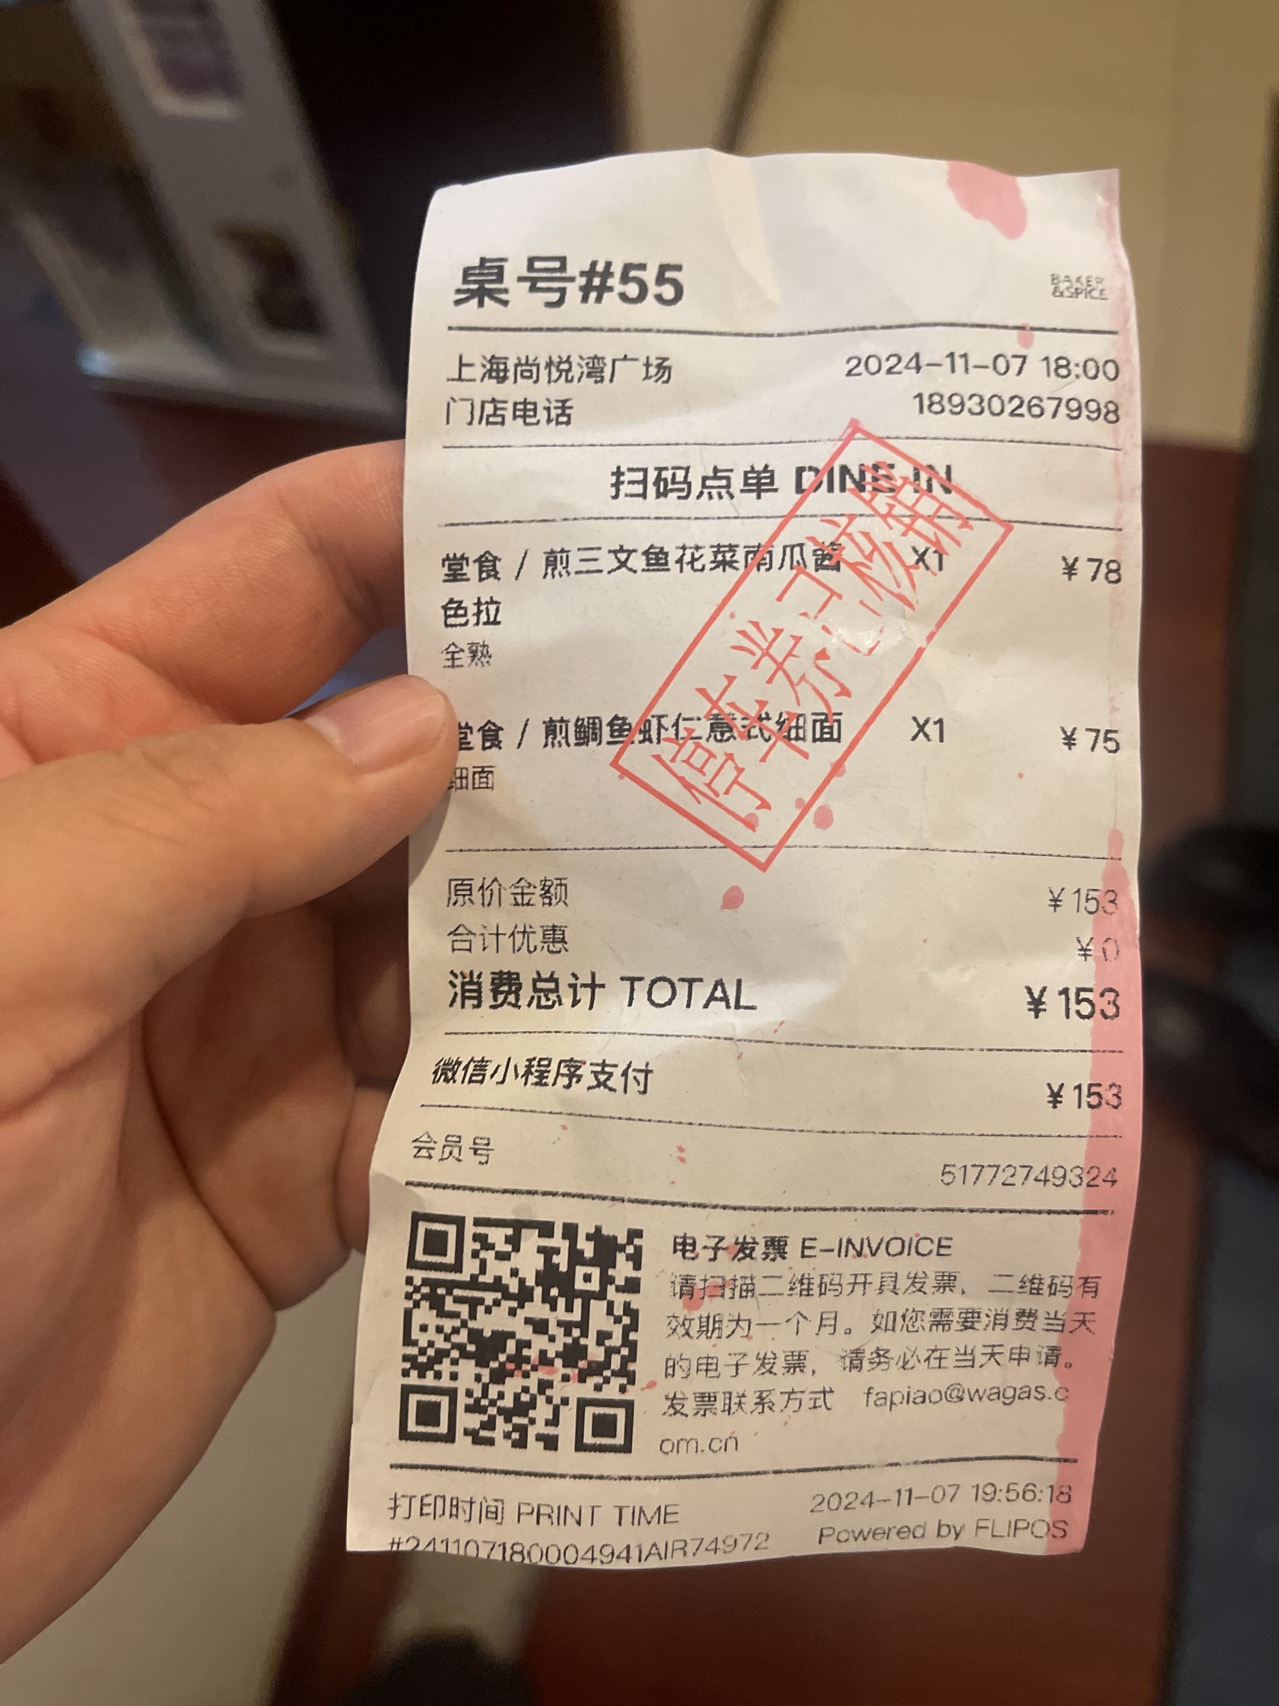 桌号#55
BAKER
&SPICE
上海尚悦湾广场 2024-11-07 18:00
门店电话 18930267998
扫码点单 DINE IN
堂食 / 煎三文鱼花菜南瓜酱 X1 ¥78
色拉
全熟
堂食 / 煎鲷鱼虾仁意式细面 X1 ¥75
细面
停车券已核销
原价金额 ¥153
合计优惠 ¥0
消费总计 TOTAL ¥153
微信小程序支付 ¥153
会员号 51772749324
电子发票 E-INVOICE
请扫描二维码开具发票，二维码有
效期为一个月。如您需要消费当天
的电子发票，请务必在当天申请。
发票联系方式 fapiao@wagas.c
om.cn
打印时间 PRINT TIME 2024-11-07 19:56:18
#241107180004941AIR74972 Powered by FLIPOS